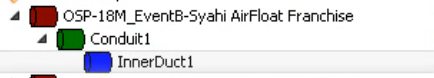 OSP-18M_EventB-Syahi AirFloat Franchise
Conduit1
InnerDuct1